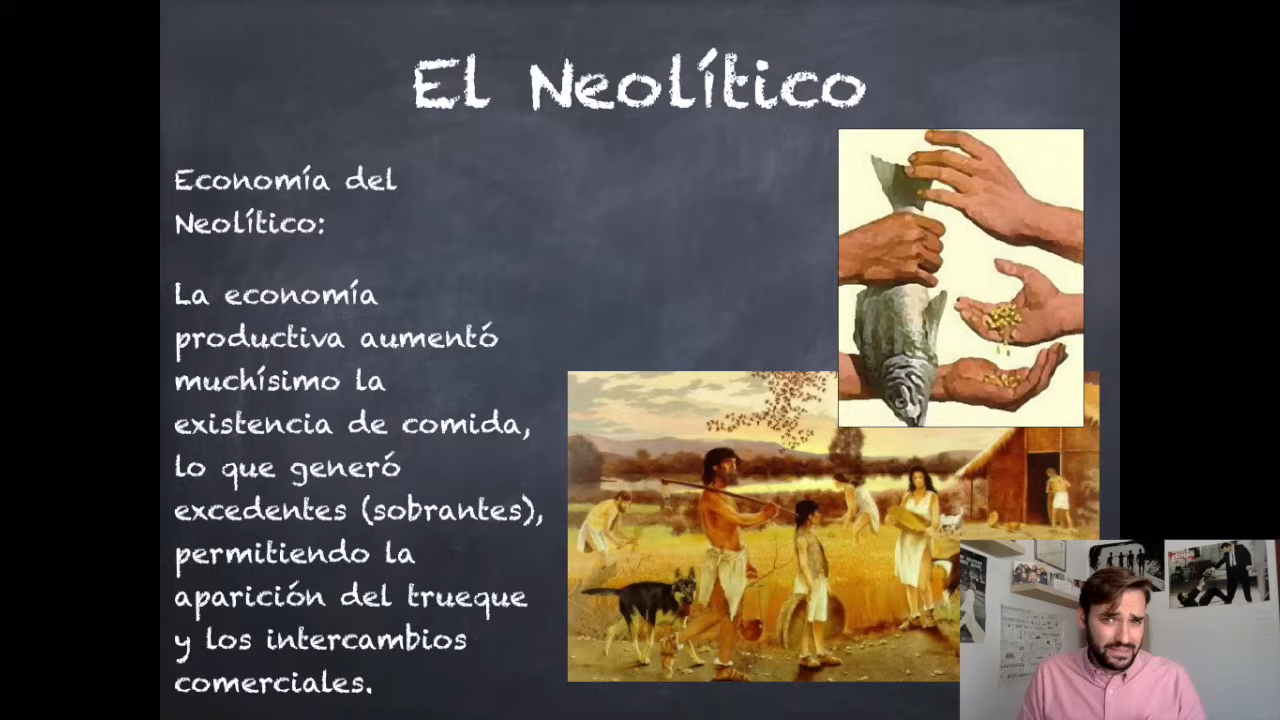 El Neolítico
Economía del
Neolítico:
La economía
productiva aumentó
muchísimo la
existencia de comida,
lo que generó
excedentes (sobrantes),
permitiendo la
aparición del trueque
y los intercambios
comerciales.